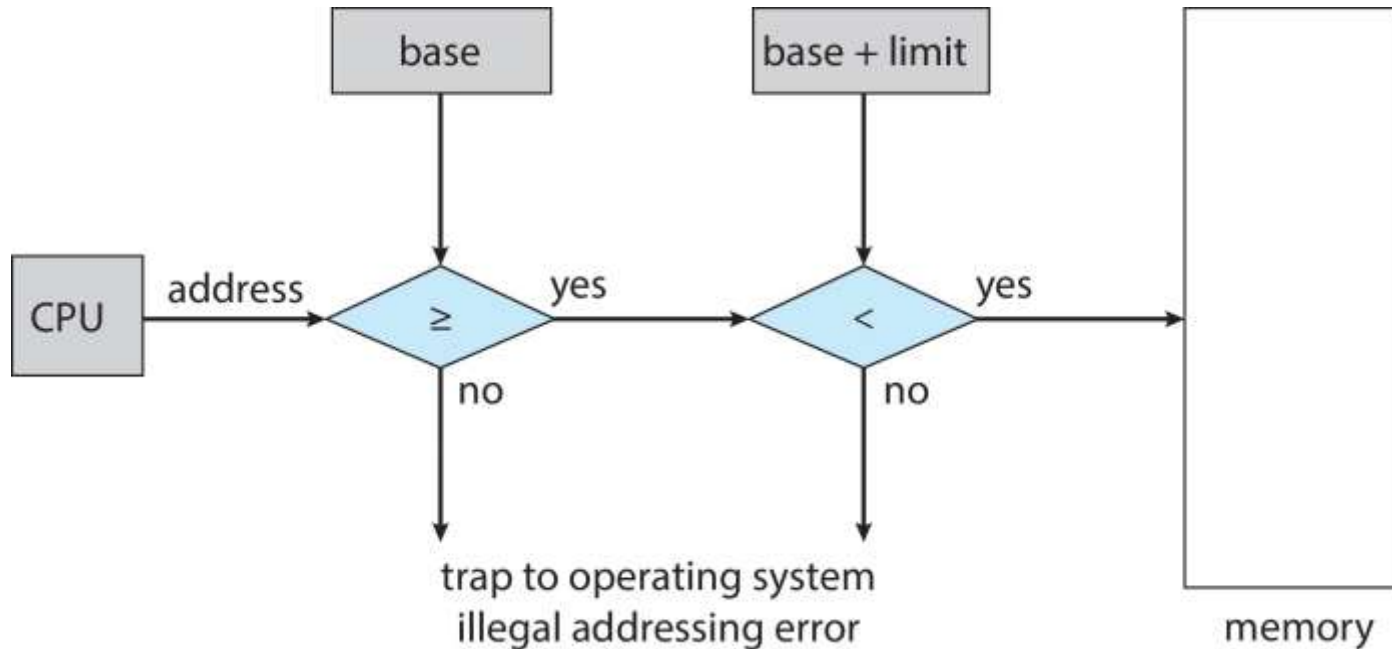 base
base + limit
CPU
address
≥
yes
<
yes
no
no
trap to operating system
illegal addressing error
memory